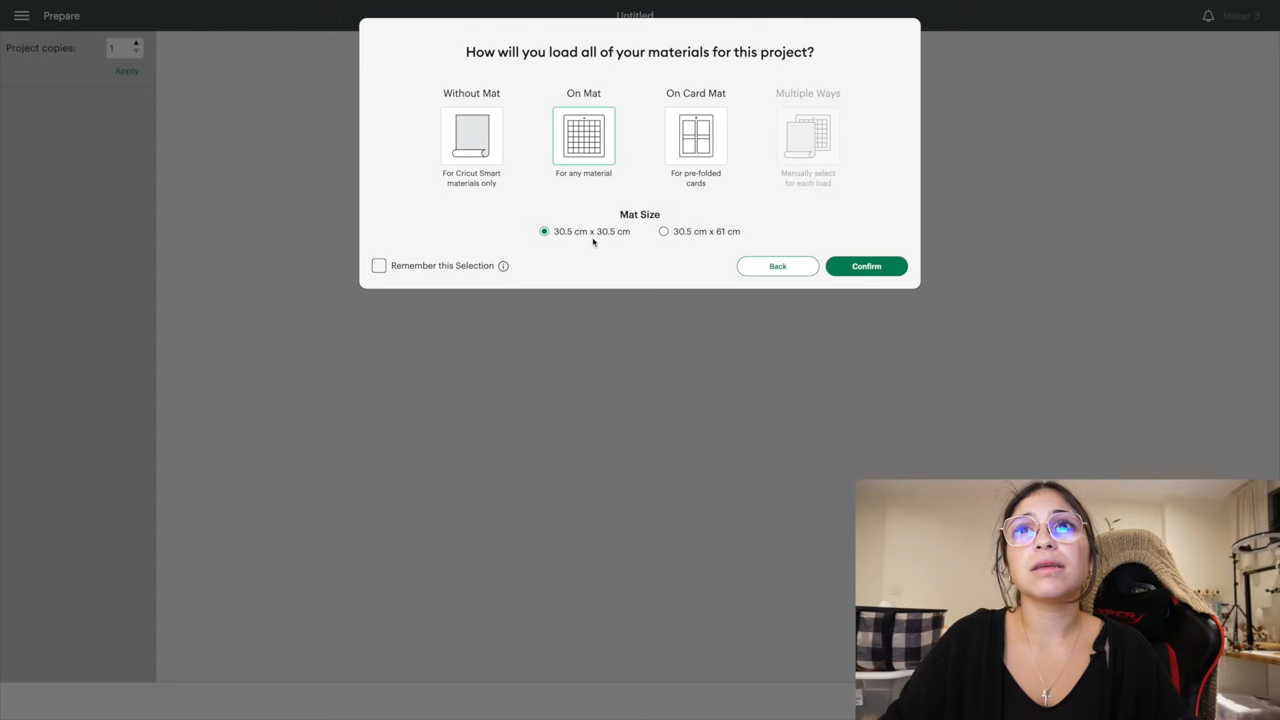 Prepare
Untitled
Maker 3
Project copies: 1
Apply
How will you load all of your materials for this project?
Without Mat
On Mat
On Card Mat
Multiple Ways
For Cricut Smart
materials only
For any material
For pre-folded
cards
Manually select
for each load
Mat Size
30.5 cm x 30.5 cm
30.5 cm x 61 cm
Remember this Selection
Back
Confirm